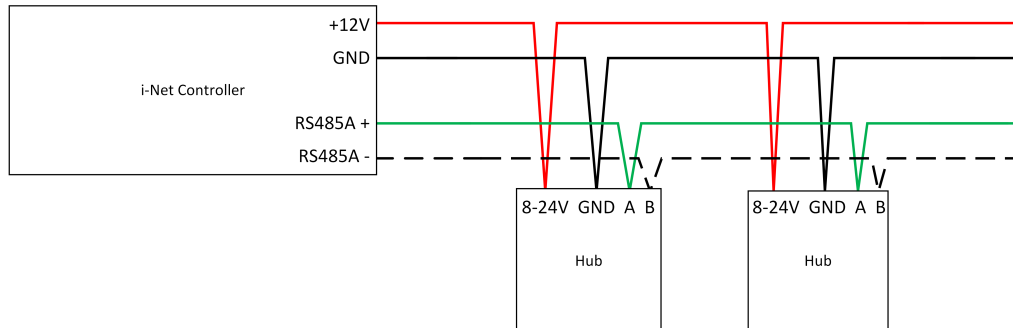 +12V
GND
i-Net Controller
RS485A +
RS485A -
8-24V GND A B
8-24V GND A B
Hub
Hub